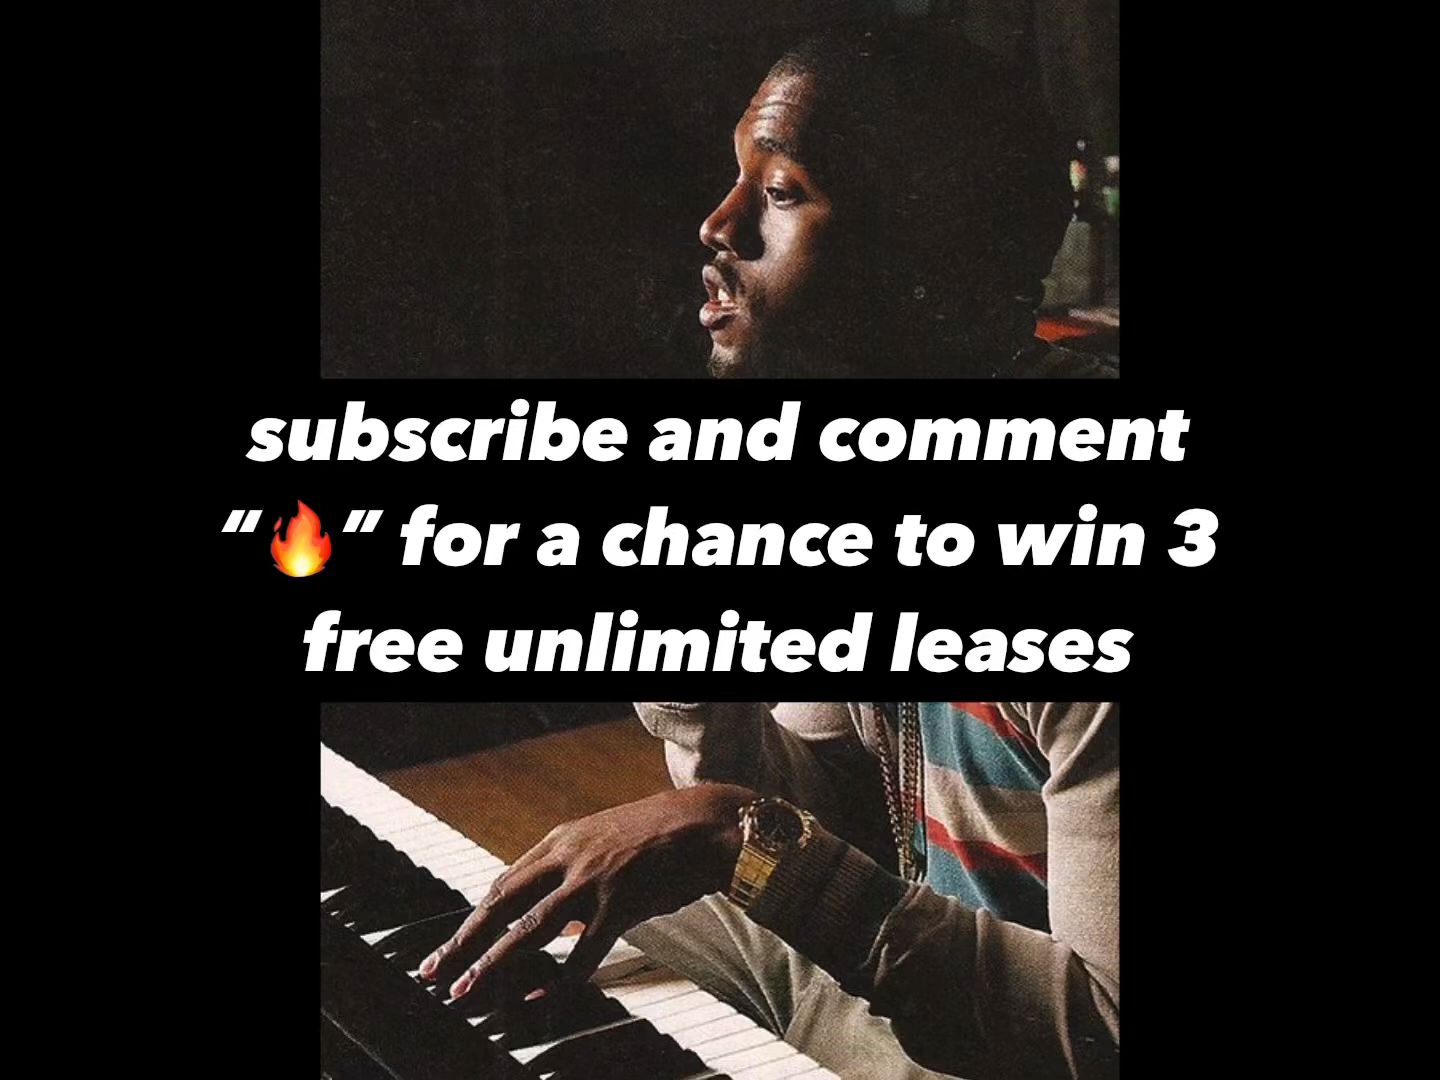 subscribe and comment
"🔥" for a chance to win 3
free unlimited leases